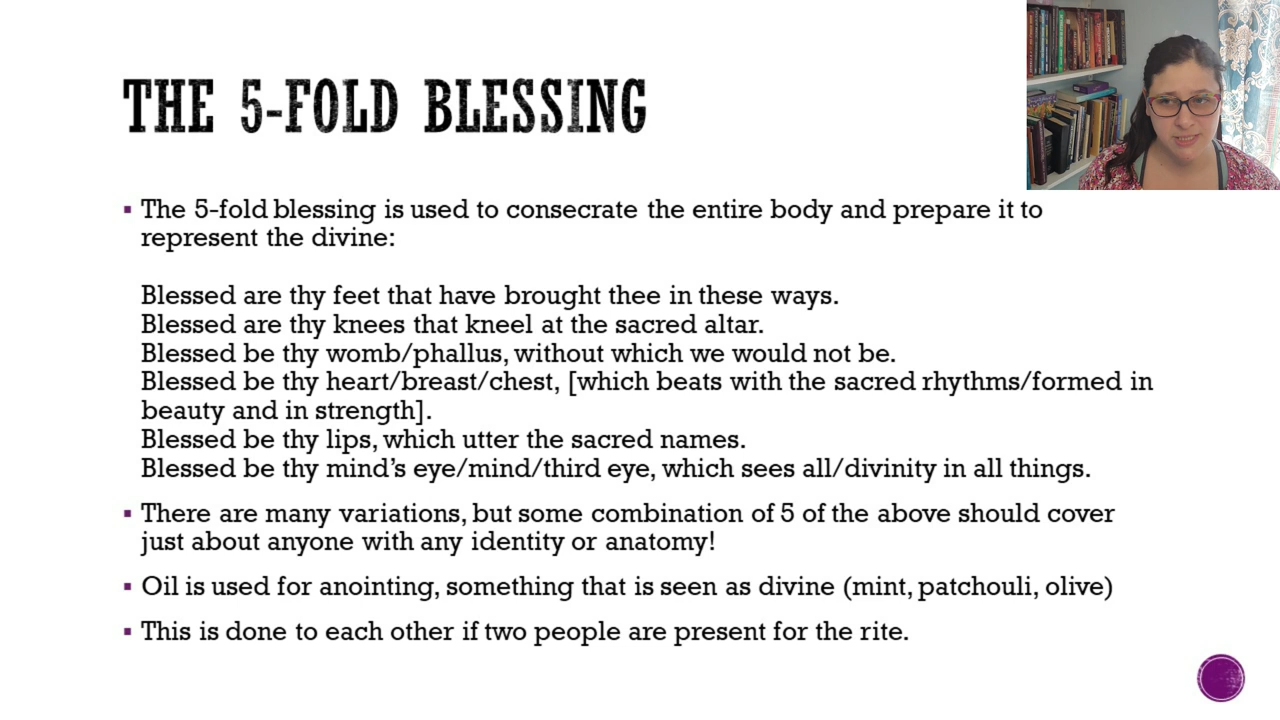 THE 5-FOLD BLESSING
▪ The 5-fold blessing is used to consecrate the entire body and prepare it to
represent the divine:
Blessed are thy feet that have brought thee in these ways.
Blessed are thy knees that kneel at the sacred altar.
Blessed be thy womb/phallus, without which we would not be.
Blessed be thy heart/breast/chest, [which beats with the sacred rhythms/formed in
beauty and in strength].
Blessed be thy lips, which utter the sacred names.
Blessed be thy mind's eye/mind/third eye, which sees all/divinity in all things.
▪ There are many variations, but some combination of 5 of the above should cover
just about anyone with any identity or anatomy!
▪ Oil is used for anointing, something that is seen as divine (mint, patchouli, olive)
▪ This is done to each other if two people are present for the rite.